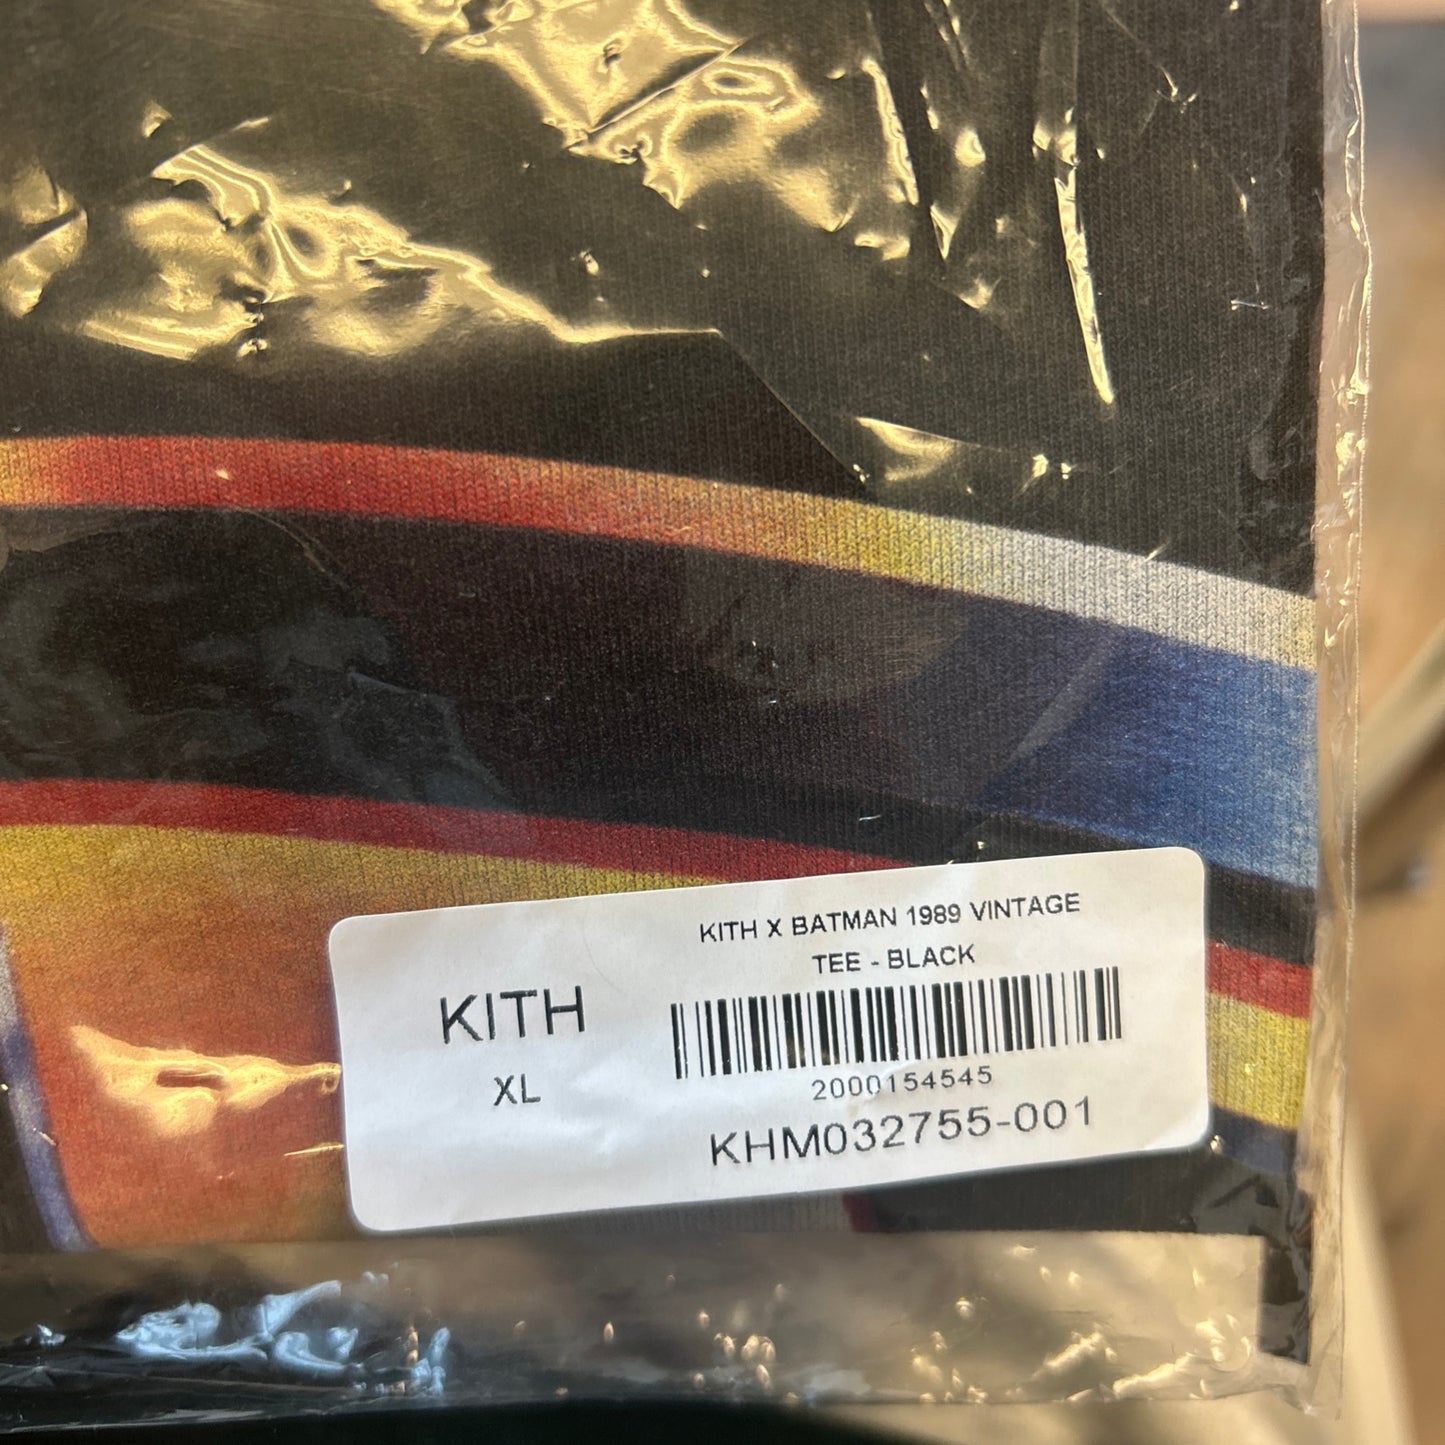 KITH
XL
KITH X BATMAN 1989 VINTAGE
TEE - BLACK
2000154545
KHM032755-001